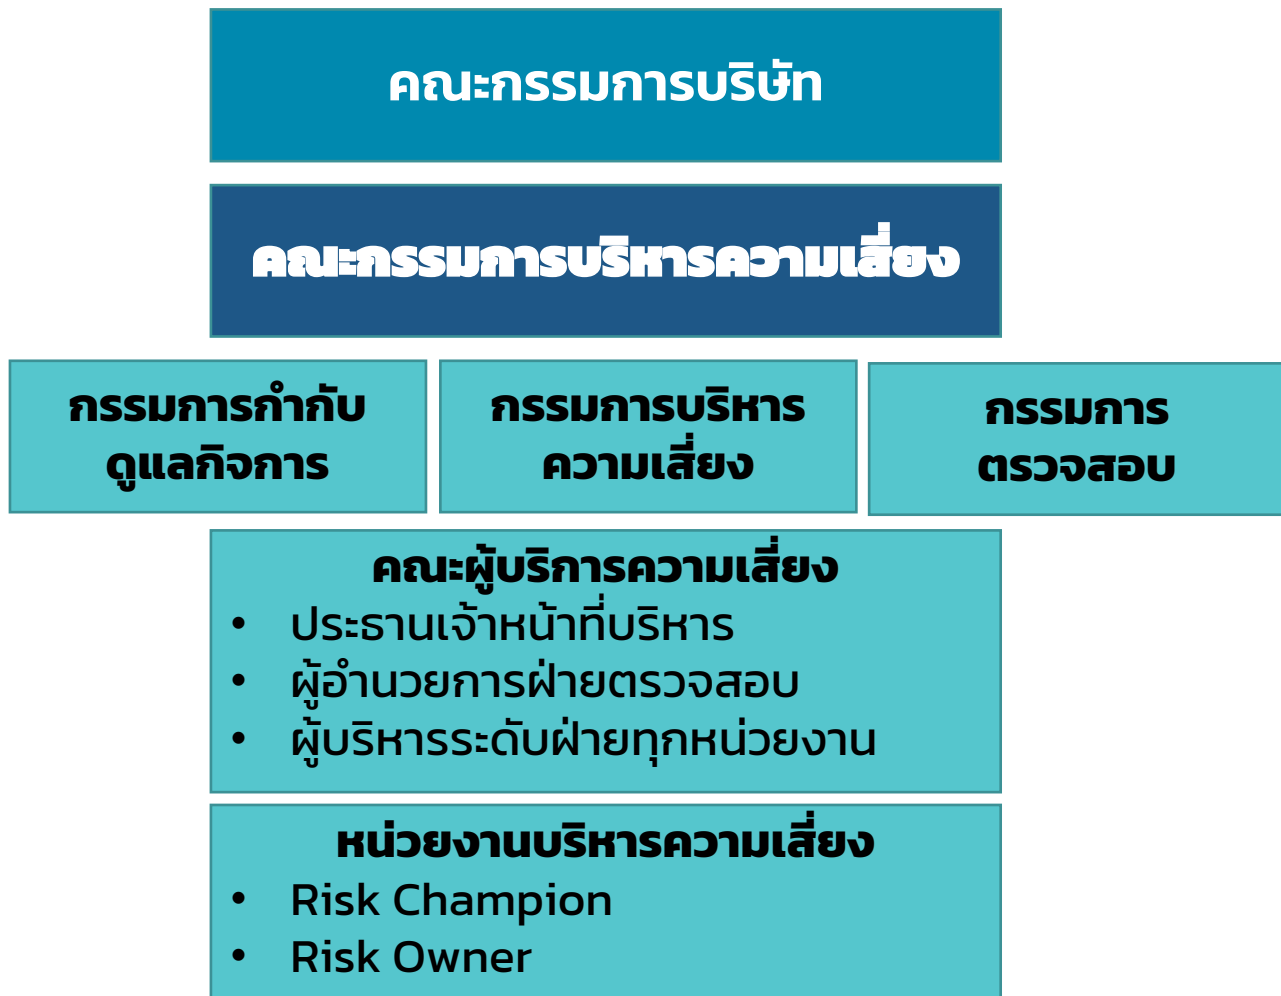 คณะกรรมการบริษัท
คณะกรรมการบริหารความเสี่ยง
กรรมการกำกับ
ดูแลกิจการ
กรรมการบริหาร
ความเสี่ยง
กรรมการ
ตรวจสอบ
คณะผู้บริการความเสี่ยง
• ประธานเจ้าหน้าที่บริหาร
• ผู้อำนวยการฝ่ายตรวจสอบ
• ผู้บริหารระดับฝ่ายทุกหน่วยงาน
หน่วยงานบริหารความเสี่ยง
• Risk Champion
• Risk Owner